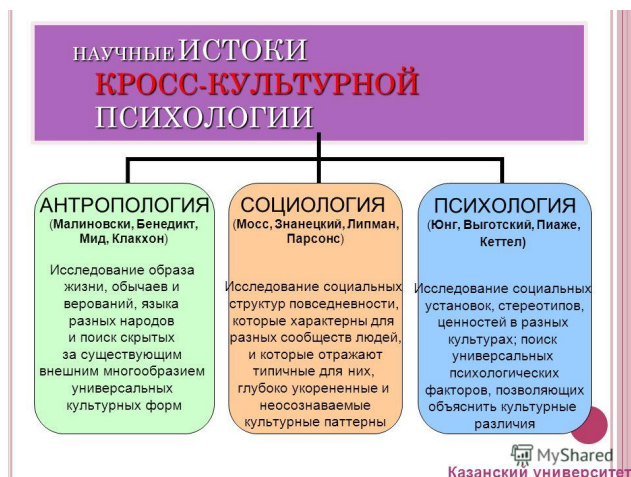 НАУЧНЫЕ ИСТОКИ
КРОСС-КУЛЬТУРНОЙ
ПСИХОЛОГИИ
АНТРОПОЛОГИЯ
(Малиновски, Бенедикт,
Мид, Клакхон)
Исследование образа
жизни, обычаев и
верований, языка
разных народов
и поиск скрытых
за существующим
внешним многообразием
универсальных
культурных форм
СОЦИОЛОГИЯ
(Мосс, Знанецкий, Липман,
Парсонс)
Исследование социальных
структур повседневности,
которые характерны для
разных сообществ людей,
и которые отражают
типичные для них,
глубоко укорененные и
неосознаваемые
культурные паттерны
ПСИХОЛОГИЯ
(Юнг, Выготский, Пиаже,
Кеттел)
Исследование социальных
установок, стереотипов,
ценностей в разных
культурах; поиск
универсальных
психологических
факторов, позволяющих
объяснить культурные
различия
MyShared
Казанский университет